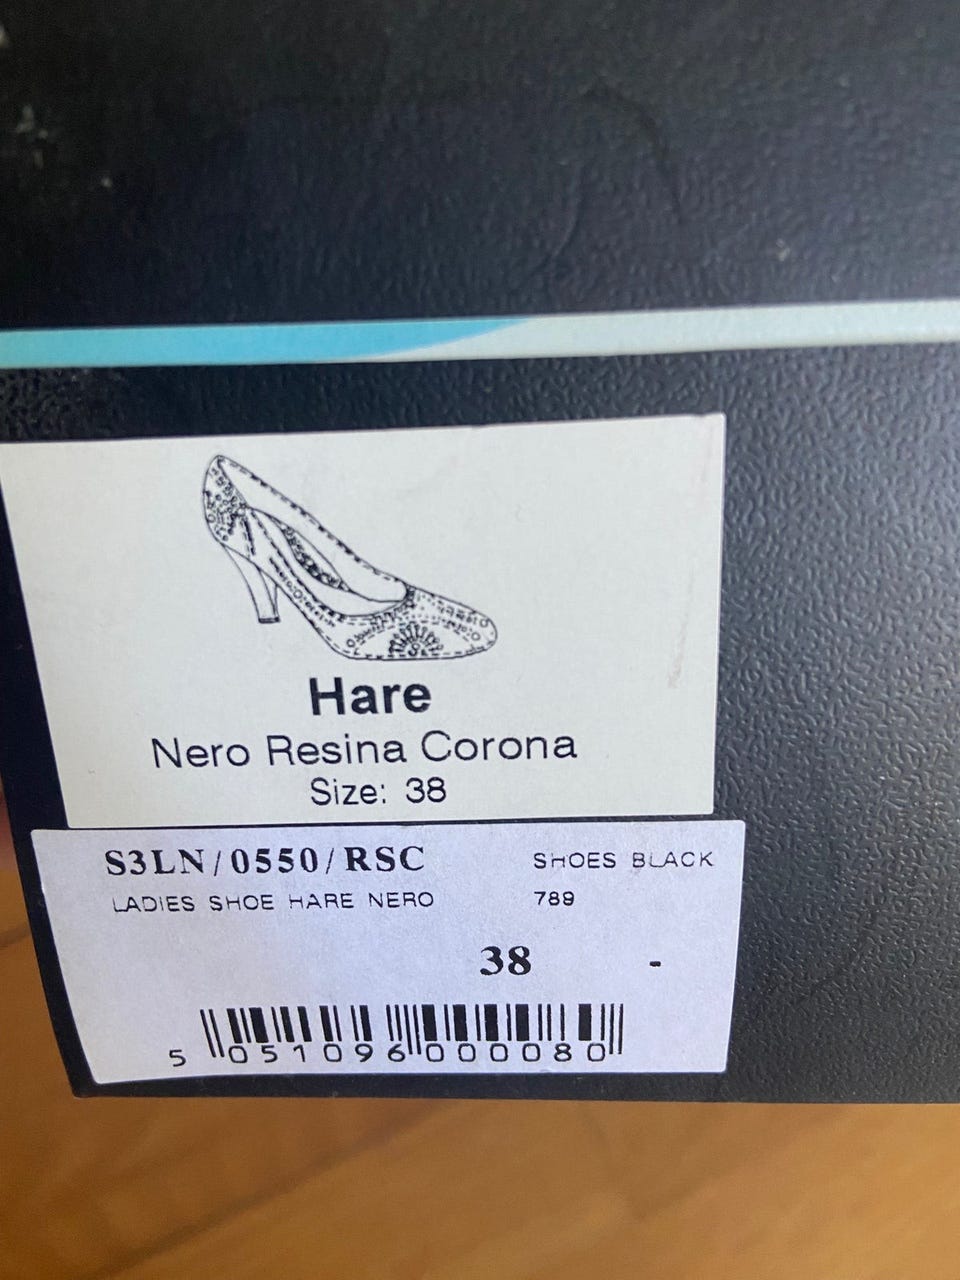 Hare
Nero Resina Corona
Size: 38
S3LN/0550/RSC SHOES BLACK
LADIES SHOE HARE NERO 789
38 -
5 051096 000080